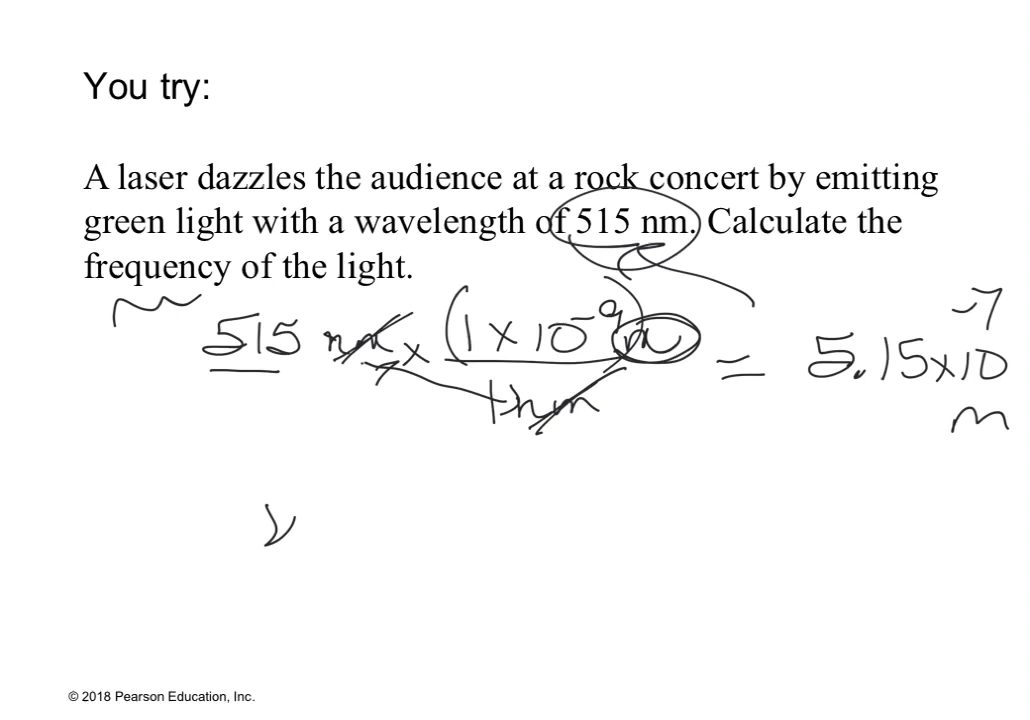 You try:
A laser dazzles the audience at a rock concert by emitting
green light with a wavelength of 515 nm. Calculate the
frequency of the light.
515 nm × (1 × 10⁻⁹ m) = 5.15×10⁻⁷
1 nm m
ν
© 2018 Pearson Education, Inc.